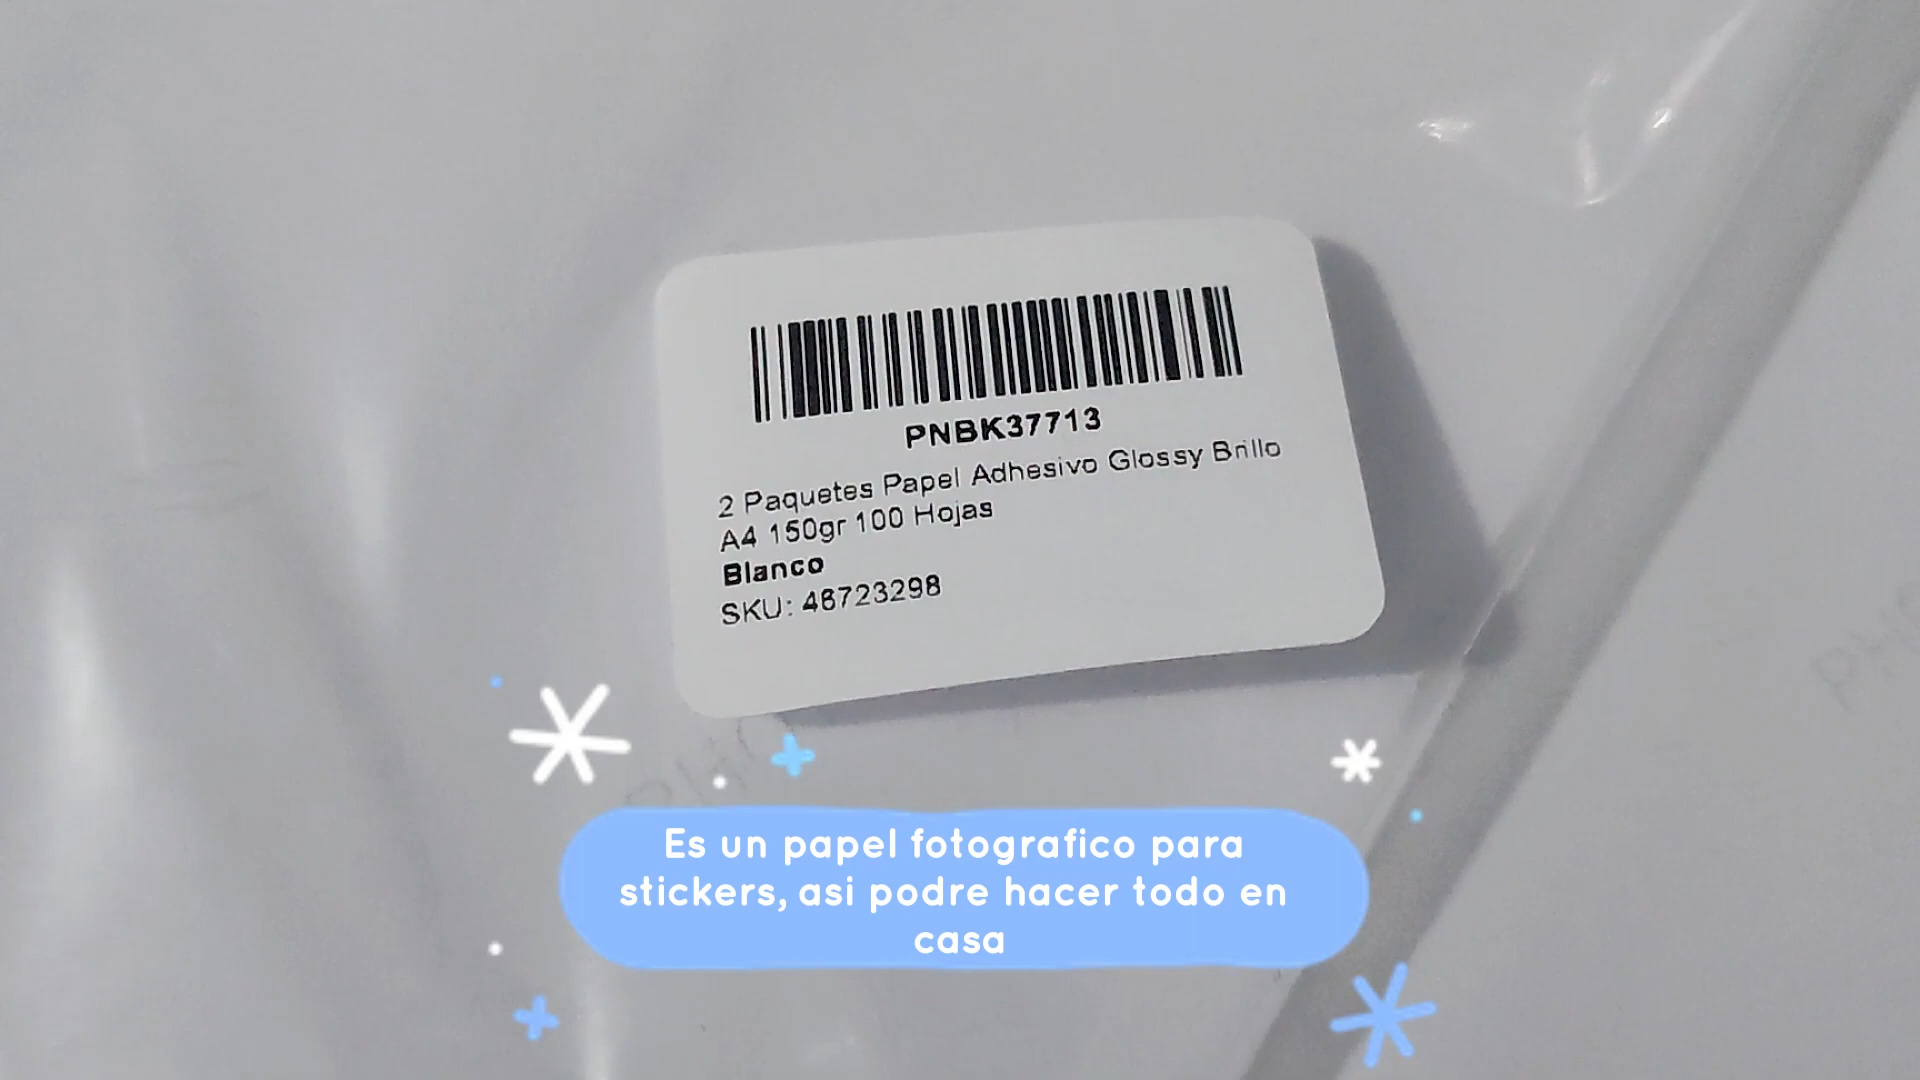 PNBK37713
2 Paquetes Papel Adhesivo Glossy Brillo
A4 150gr 100 Hojas
Blanco
SKU: 48723298
Es un papel fotografico para
stickers, asi podre hacer todo en
casa